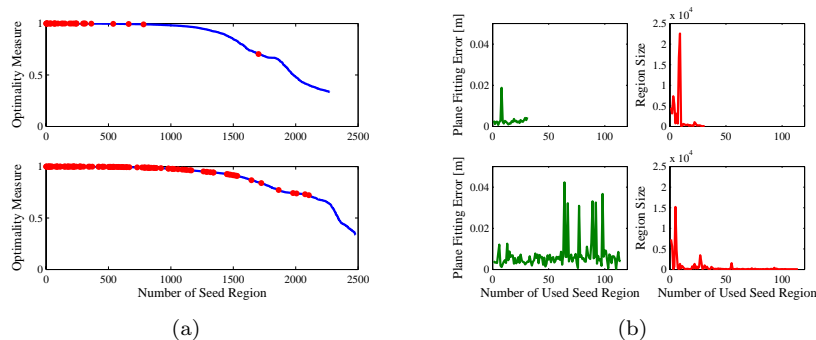 1
0.5
0
Optimality Measure
0 500 1000 1500 2000 2500
1
0.5
0
Optimality Measure
0 500 1000 1500 2000 2500
Number of Seed Region
(a)
0.04
0.02
0
Plane Fitting Error [m]
0 50 100
x 10⁴
2.5
2
1.5
1
0.5
0
Region Size
0 50 100
0.04
0.02
0
Plane Fitting Error [m]
0 50 100
Number of Used Seed Region
x 10⁴
2.5
2
1.5
1
0.5
0
Region Size
0 50 100
Number of Used Seed Region
(b)